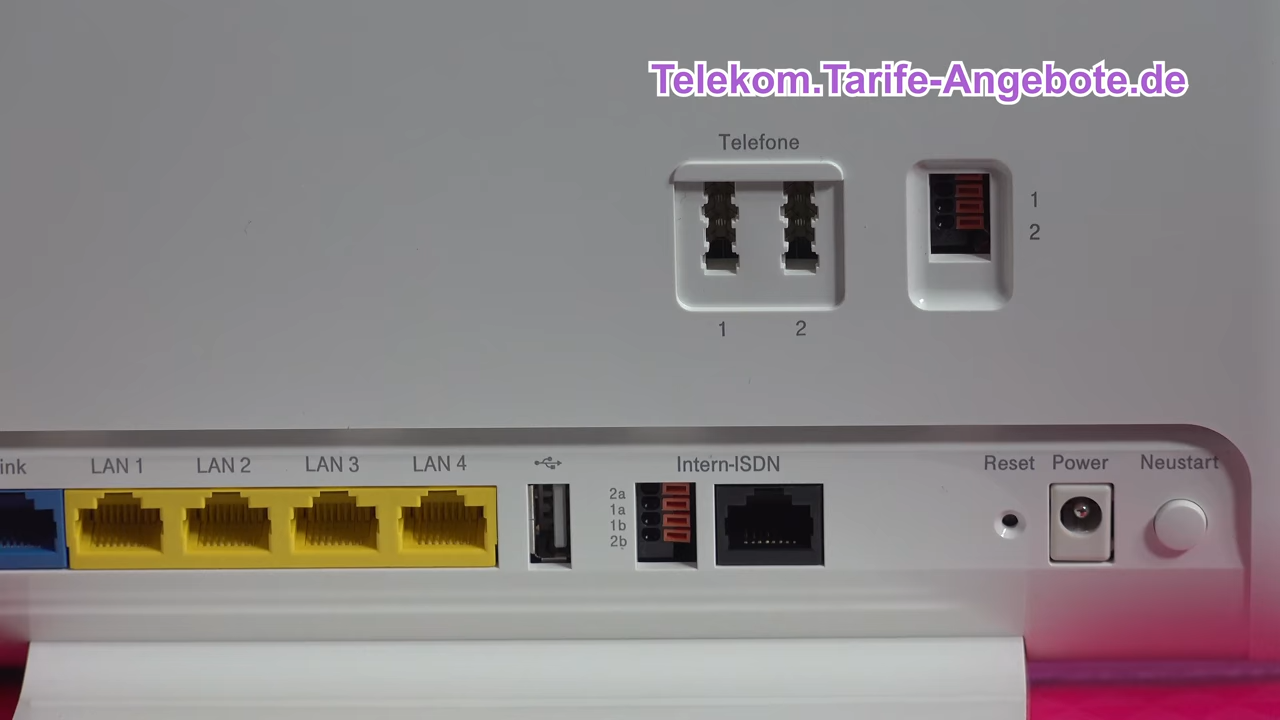 Telekom.Tarife-Angebote.de
Telefone
1
2
1 2
ink LAN 1 LAN 2 LAN 3 LAN 4 Intern-ISDN Reset Power Neustart
2a
1a
1b
2b